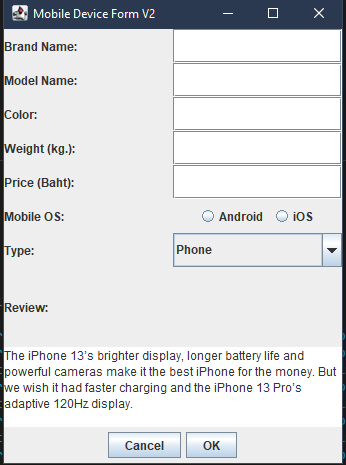 Mobile Device Form V2
Brand Name:
Model Name:
Color:
Weight (kg.):
Price (Baht):
Mobile OS: Android iOS
Type: Phone
Review:
The iPhone 13's brighter display, longer battery life and
powerful cameras make it the best iPhone for the money. But
we wish it had faster charging and the iPhone 13 Pro's
adaptive 120Hz display.
Cancel OK